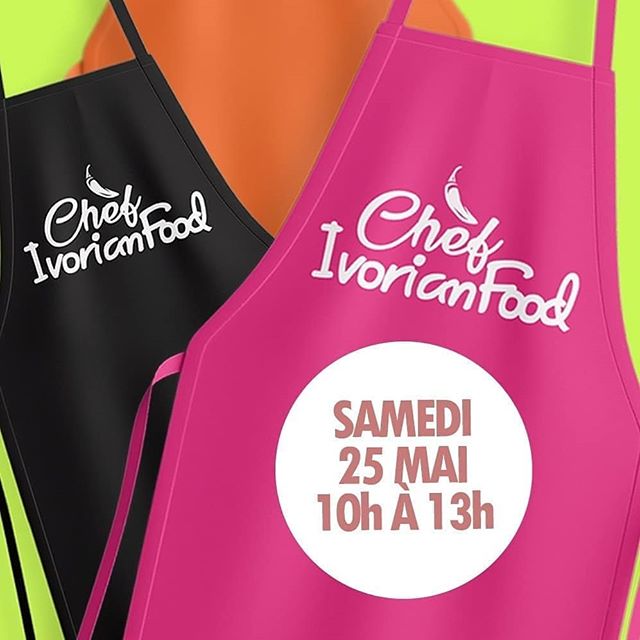 Chef
IvorianFood
Chef
IvorianFood
SAMEDI
25 MAI
10h À 13h